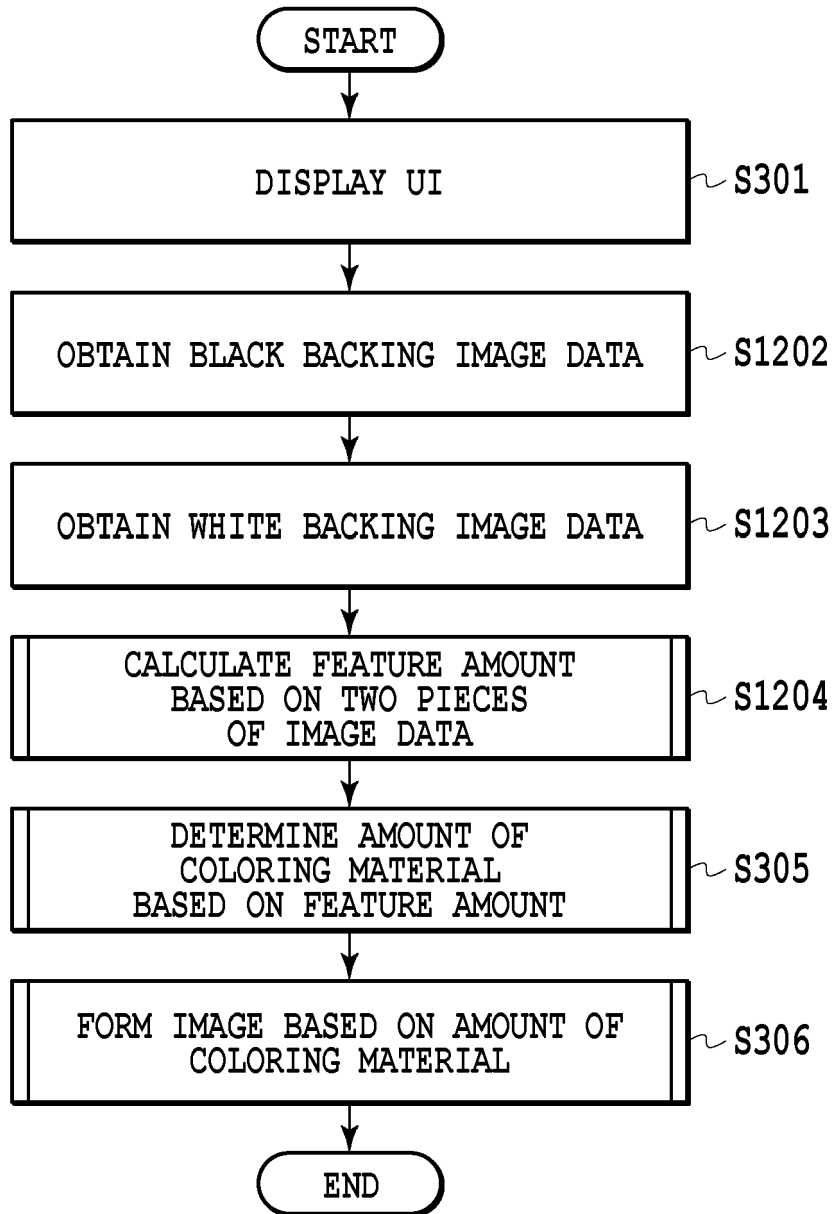 START
DISPLAY UI
S301
OBTAIN BLACK BACKING IMAGE DATA
S1202
OBTAIN WHITE BACKING IMAGE DATA
S1203
CALCULATE FEATURE AMOUNT
BASED ON TWO PIECES
OF IMAGE DATA
S1204
DETERMINE AMOUNT OF
COLORING MATERIAL
BASED ON FEATURE AMOUNT
S305
FORM IMAGE BASED ON AMOUNT OF
COLORING MATERIAL
S306
END